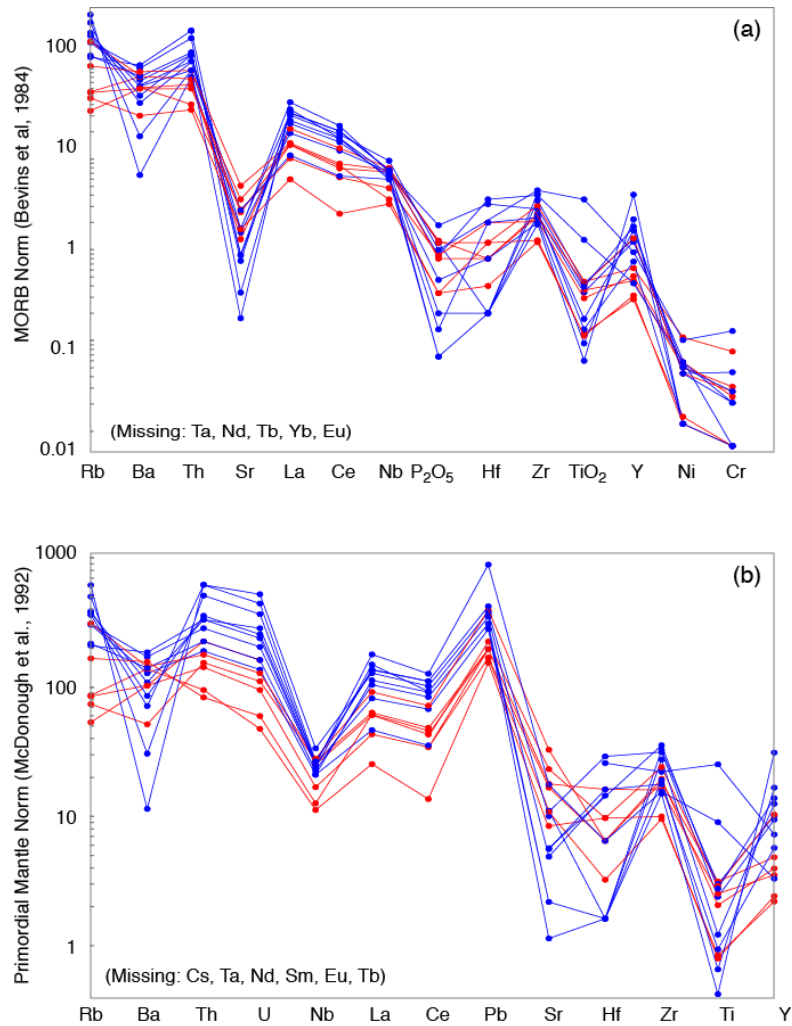 (a)
MORB Norm (Bevins et al, 1984)
100
10
1
0.1
0.01
(Missing: Ta, Nd, Tb, Yb, Eu)
Rb Ba Th Sr La Ce Nb P₂O₅ Hf Zr TiO₂ Y Ni Cr
(b)
Primordial Mantle Norm (McDonough et al., 1992)
1000
100
10
1
(Missing: Cs, Ta, Nd, Sm, Eu, Tb)
Rb Ba Th U Nb La Ce Pb Sr Hf Zr Ti Y